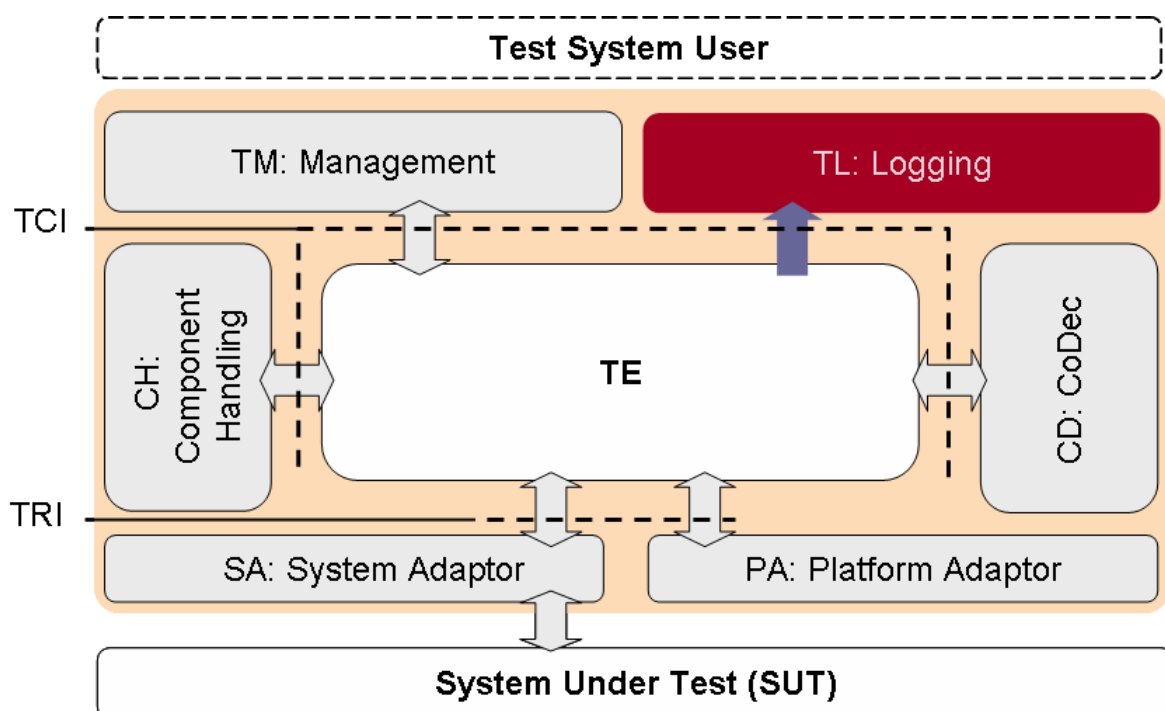 Test System User
TM: Management
TL: Logging
TCI
CH:
Component
Handling
TE
CD: CoDec
TRI
SA: System Adaptor
PA: Platform Adaptor
System Under Test (SUT)